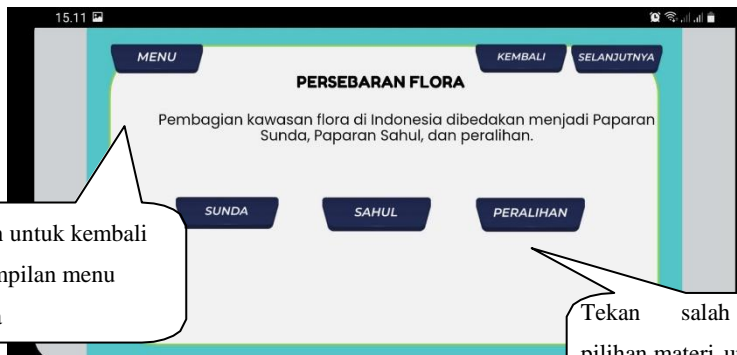 15.11
MENU
KEMBALI
SELANJUTNYA
PERSEBARAN FLORA
Pembagian kawasan flora di Indonesia dibedakan menjadi Paparan
Sunda, Paparan Sahul, dan peralihan.
SUNDA
SAHUL
PERALIHAN
untuk kembali
menu
Tekan salah
pilihan materi